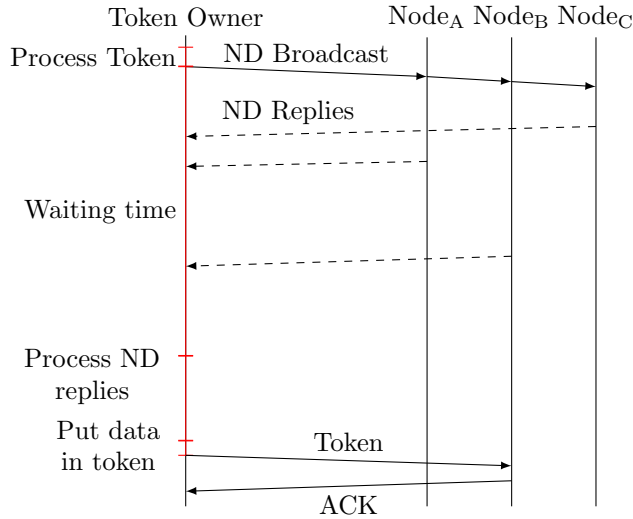 Token Owner
Node_A
Node_B
Node_C
Process Token
ND Broadcast
ND Replies
Waiting time
Process ND
replies
Put data
in token
Token
ACK